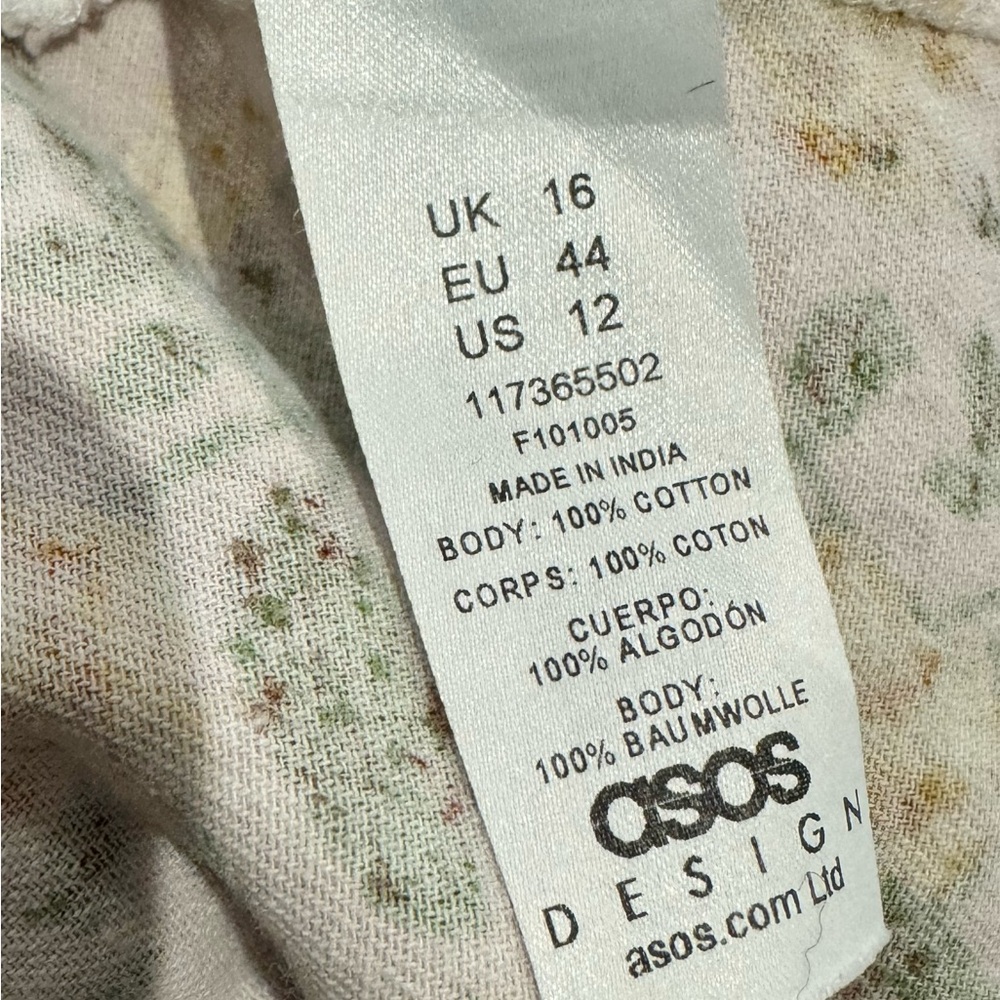 UK 16
EU 44
US 12
117365502
F101005
MADE IN INDIA
BODY: 100% COTTON
CORPS: 100% COTON
CUERPO:
100% ALGODÓN
BODY:
100% BAUMWOLLE
asos
DESIGN
asos.com Ltd